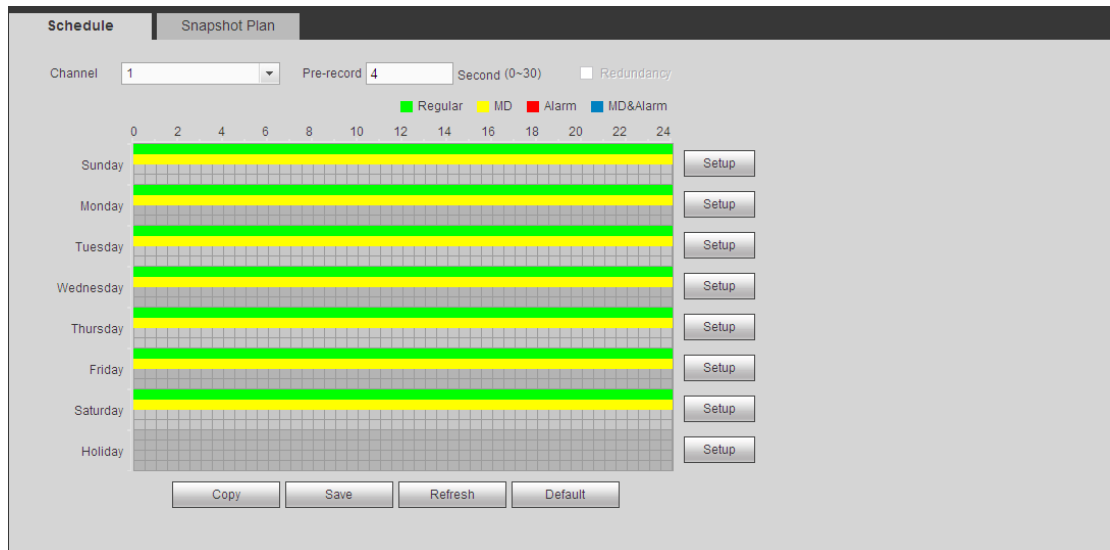 Schedule Snapshot Plan
Channel 1 Pre-record 4 Second (0~30) Redundancy
Regular MD Alarm MD&Alarm
0 2 4 6 8 10 12 14 16 18 20 22 24
Sunday Setup
Monday Setup
Tuesday Setup
Wednesday Setup
Thursday Setup
Friday Setup
Saturday Setup
Holiday Setup
Copy Save Refresh Default